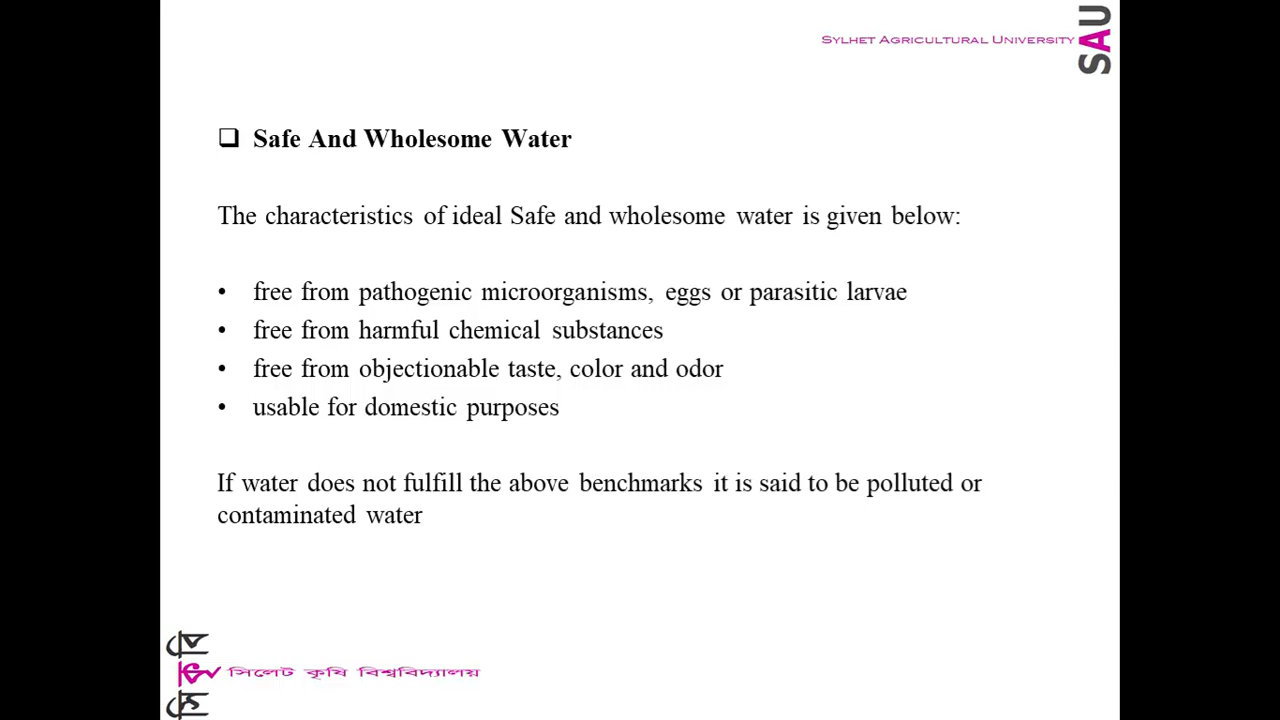 SYLHET AGRICULTURAL UNIVERSITY
SAU
❑ Safe And Wholesome Water
The characteristics of ideal Safe and wholesome water is given below:
• free from pathogenic microorganisms, eggs or parasitic larvae
• free from harmful chemical substances
• free from objectionable taste, color and odor
• usable for domestic purposes
If water does not fulfill the above benchmarks it is said to be polluted or
contaminated water
সিকৃবি
সিলেট কৃষি বিশ্ববিদ্যালয়